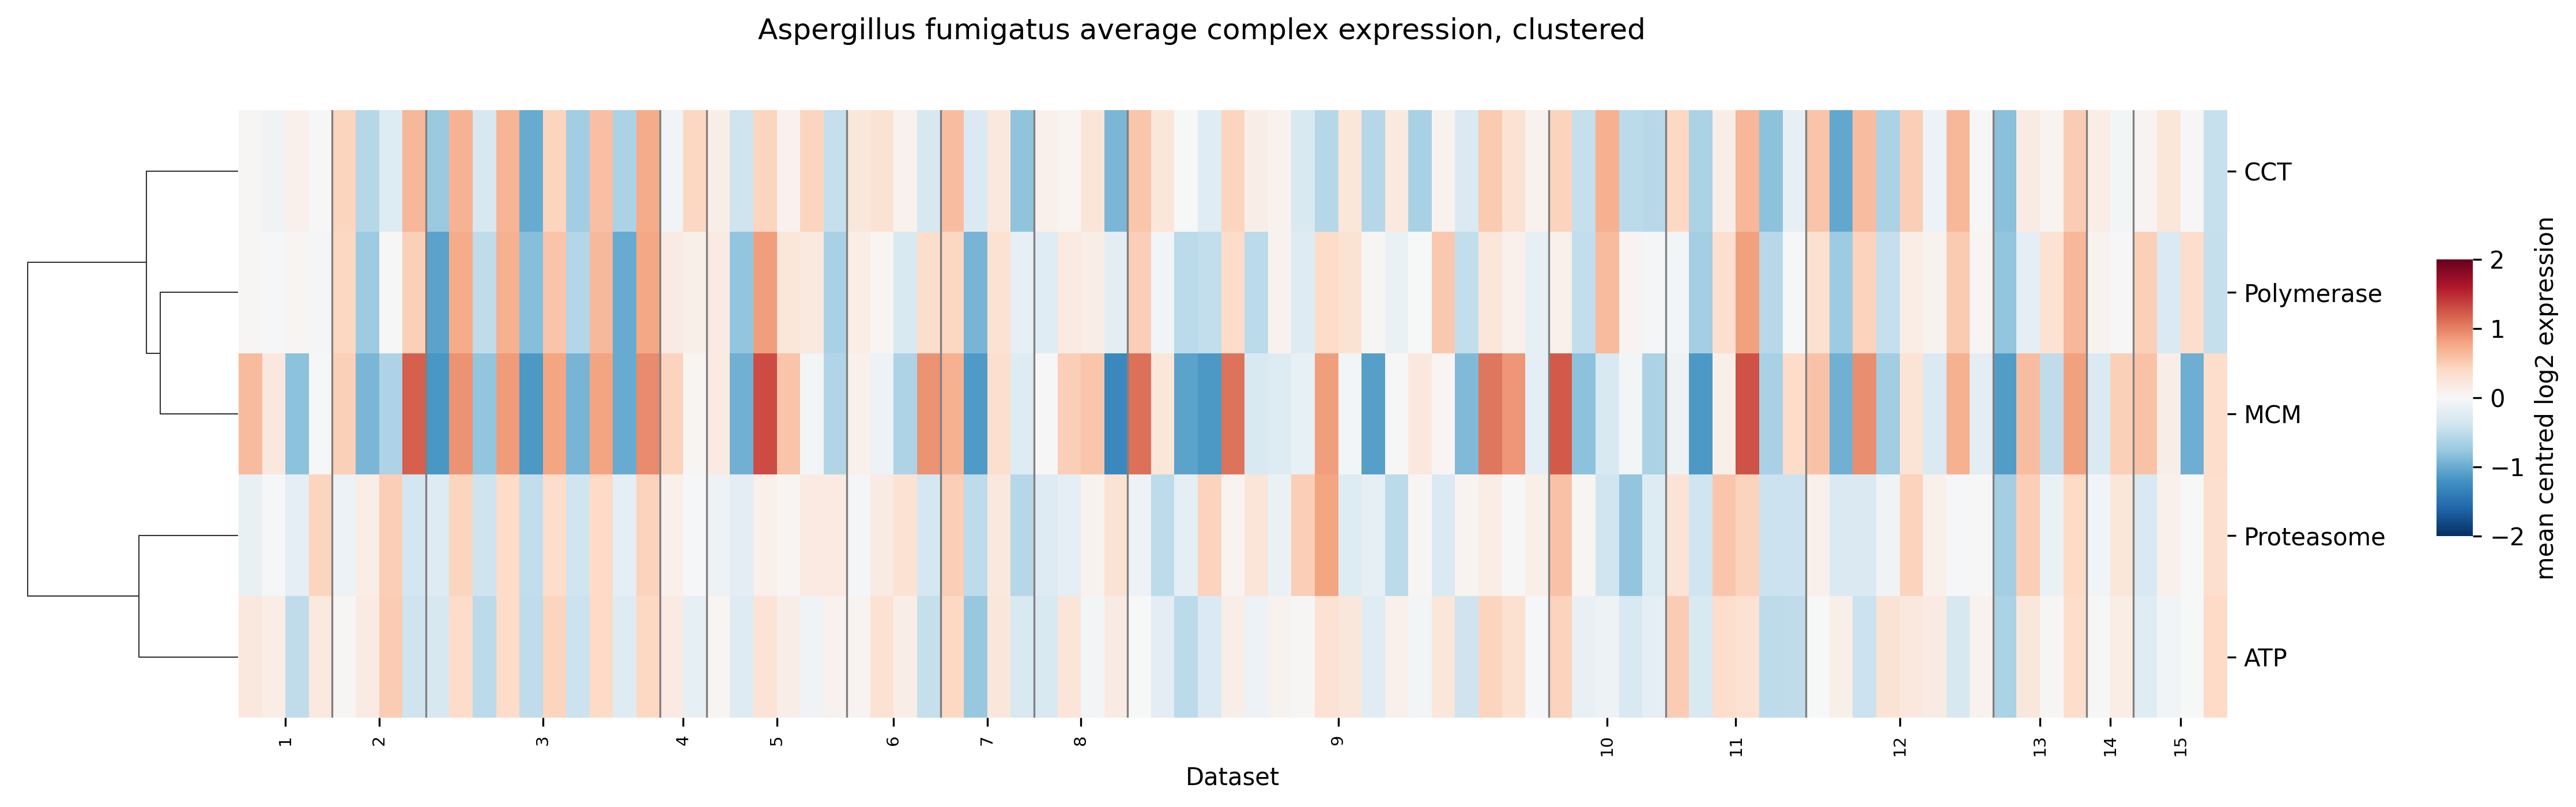 Aspergillus fumigatus average complex expression, clustered
CCT
Polymerase
MCM
Proteasome
ATP
2
1
0
−1
−2
mean centred log2 expression
1
2
3
4
5
6
7
8
9
10
11
12
13
14
15
Dataset